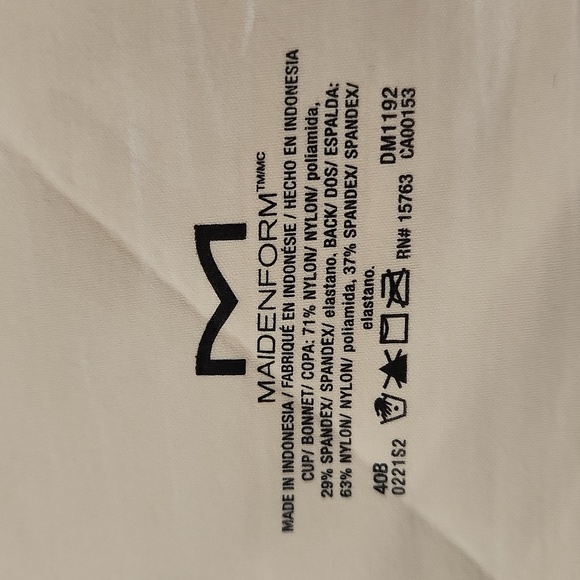 M
MAIDENFORM™/MC
MADE IN INDONESIA / FABRIQUÉ EN INDONÉSIE / HECHO EN INDONESIA
CUP/ BONNET/ COPA: 71% NYLON/ NYLON/ poliamida,
29% SPANDEX/ SPANDEX/ elastano. BACK/ DOS/ ESPALDA:
63% NYLON/ NYLON/ poliamida, 37% SPANDEX/ SPANDEX/
elastano.
40B DM1192
0221S2 RN# 15763 CA00153